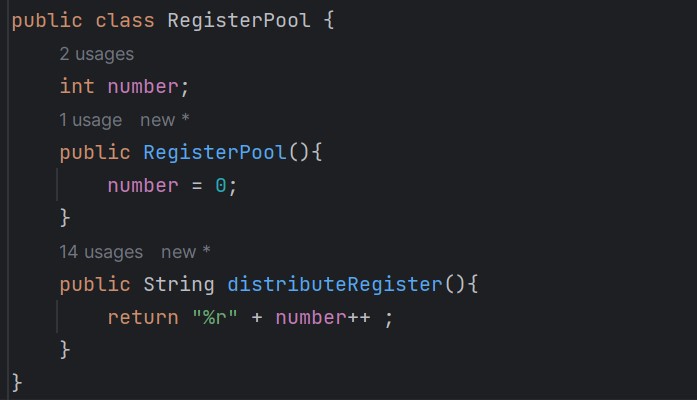 public class RegisterPool {
2 usages
int number;
1 usage new *
public RegisterPool(){
number = 0;
}
14 usages new *
public String distributeRegister(){
return "%r" + number++ ;
}
}